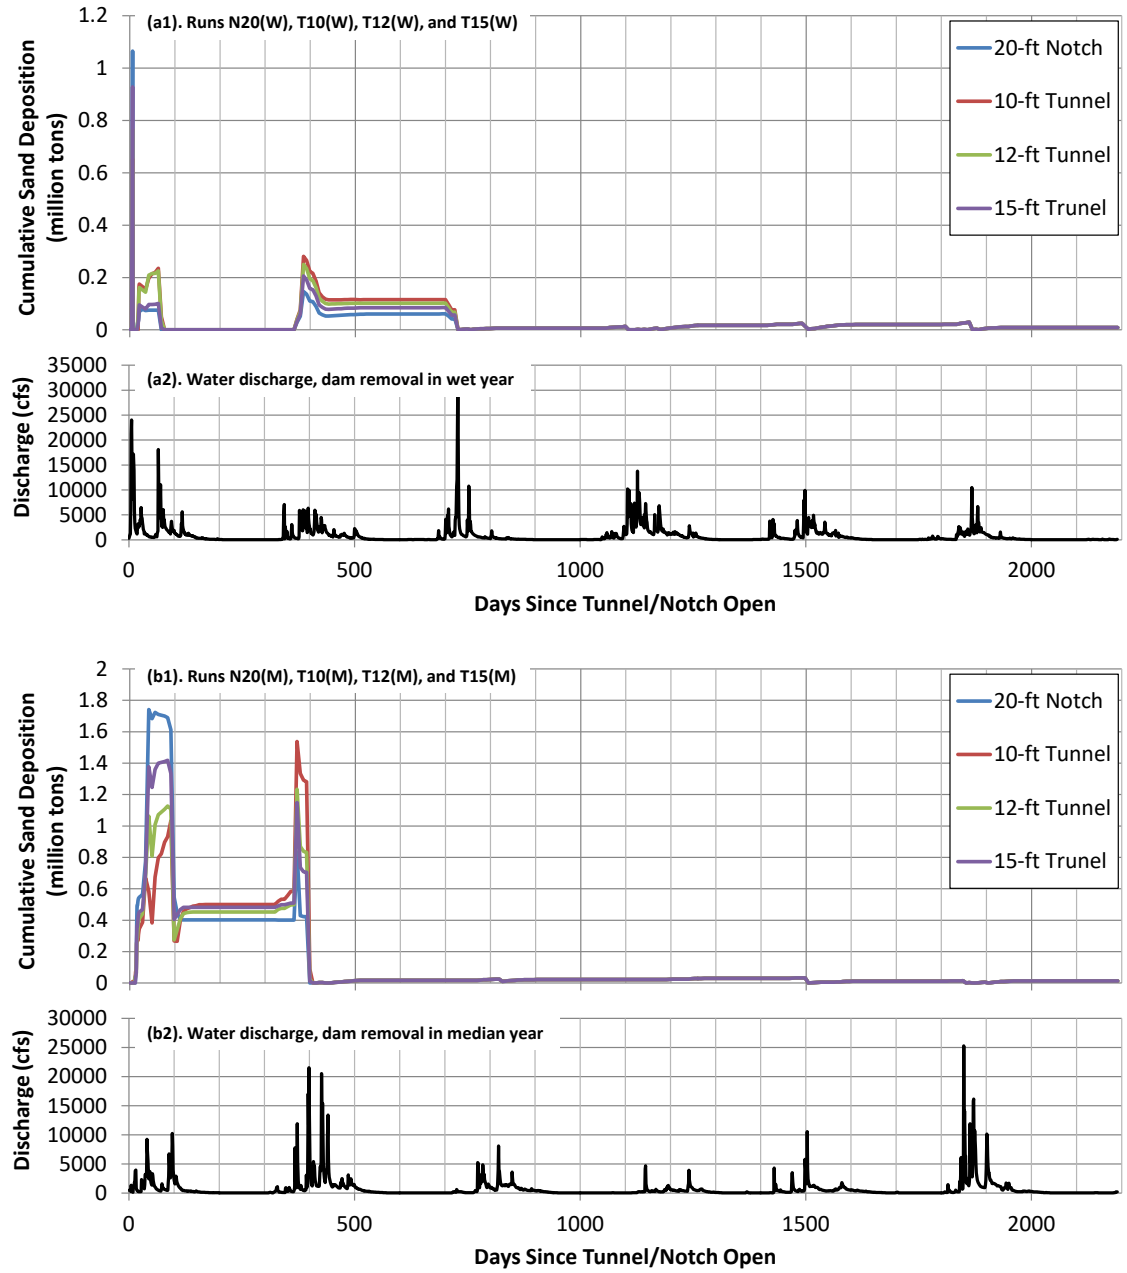 (a1). Runs N20(W), T10(W), T12(W), and T15(W)
Cumulative Sand Deposition
(million tons)
1.2
1
0.8
0.6
0.4
0.2
0
20-ft Notch
10-ft Tunnel
12-ft Tunnel
15-ft Trunel
(a2). Water discharge, dam removal in wet year
Discharge (cfs)
35000
30000
25000
20000
15000
10000
5000
0
0 500 1000 1500 2000
Days Since Tunnel/Notch Open
(b1). Runs N20(M), T10(M), T12(M), and T15(M)
Cumulative Sand Deposition
(million tons)
2
1.8
1.6
1.4
1.2
1
0.8
0.6
0.4
0.2
0
20-ft Notch
10-ft Tunnel
12-ft Tunnel
15-ft Trunel
(b2). Water discharge, dam removal in median year
Discharge (cfs)
30000
25000
20000
15000
10000
5000
0
0 500 1000 1500 2000
Days Since Tunnel/Notch Open